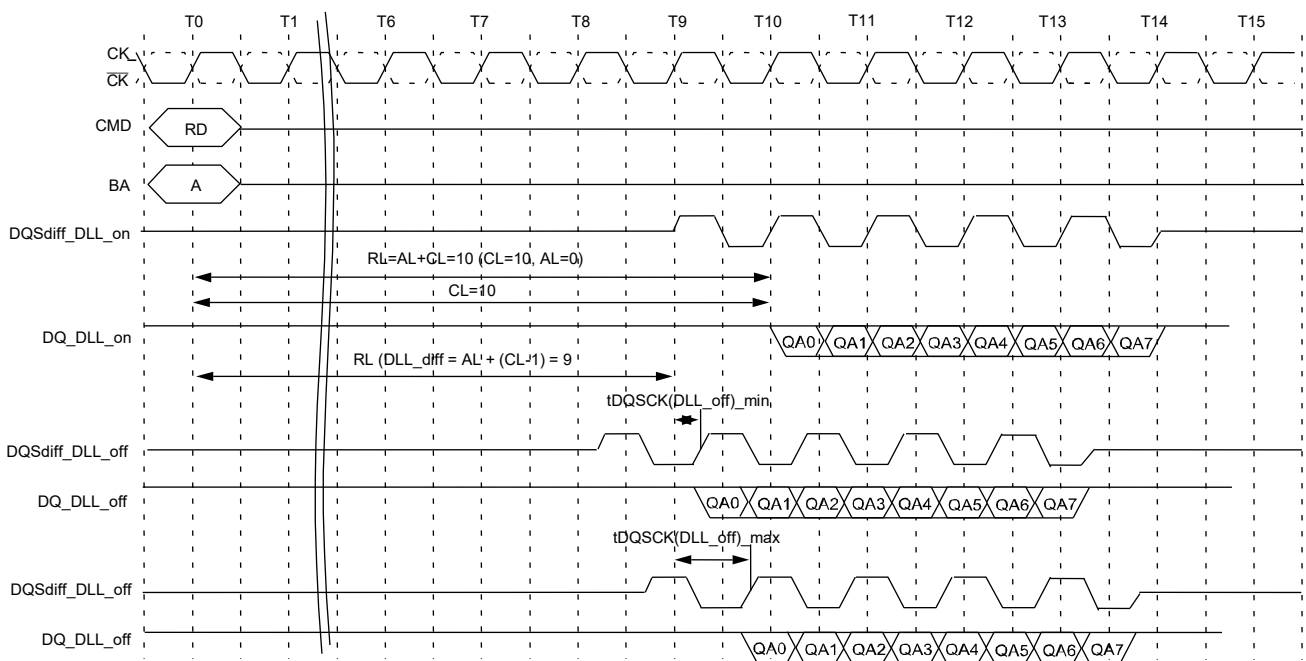 T0 T1 T6 T7 T8 T9 T10 T11 T12 T13 T14 T15
CK
CK
CMD RD
BA A
DQSdiff_DLL_on
RL=AL+CL=10 (CL=10, AL=0)
CL=10
DQ_DLL_on QA0 QA1 QA2 QA3 QA4 QA5 QA6 QA7
RL (DLL_diff = AL + (CL-1) = 9
tDQSCK(DLL_off)_min
DQSdiff_DLL_off
DQ_DLL_off QA0 QA1 QA2 QA3 QA4 QA5 QA6 QA7
tDQSCK(DLL_off)_max
DQSdiff_DLL_off
DQ_DLL_off QA0 QA1 QA2 QA3 QA4 QA5 QA6 QA7